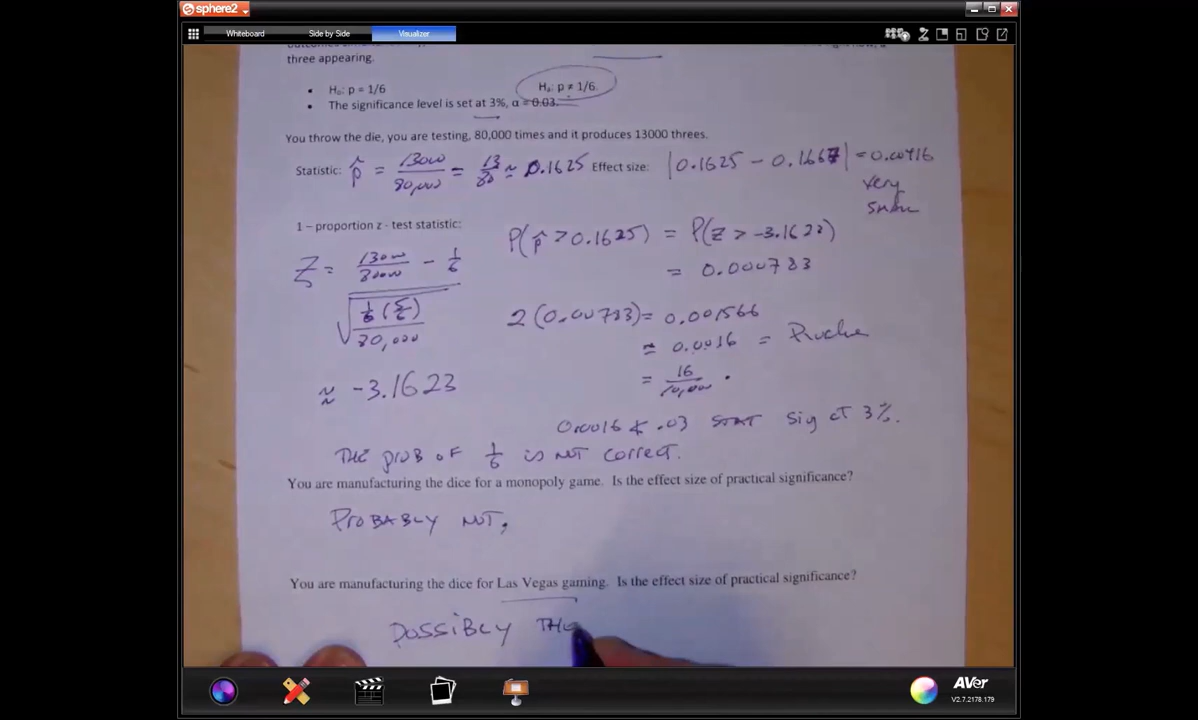 sphere2
Whiteboard Side by Side Visualizer
three appearing.
• H₀: p = 1/6 Hₐ: p ≠ 1/6.
• The significance level is set at 3%, α = 0.03.
You throw the die, you are testing, 80,000 times and it produces 13000 threes.
Statistic: p̂ = 13000/80,000 = 13/80 ≈ 0.1625 Effect size: |0.1625 - 0.1667| = 0.00416
very
small
1 – proportion z - test statistic:
P(p̂ > 0.1625) = P(Z > -3.1623)
Z = 13000/80000 - 1/6
= 0.000783
√(1/6 (5/6) / 80,000)
2(0.00783) = 0.001566
≈ 0.0016 = Pvalue
≈ -3.1623
= 16/10,000 .
0.0016 < .03 STAT Sig at 3%.
THE prob OF 1/6 is NOT correct.
You are manufacturing the dice for a monopoly game. Is the effect size of practical significance?
PROBABLY NOT,
You are manufacturing the dice for Las Vegas gaming. Is the effect size of practical significance?
POSSIBLY
AVer
V2.7.2178.179